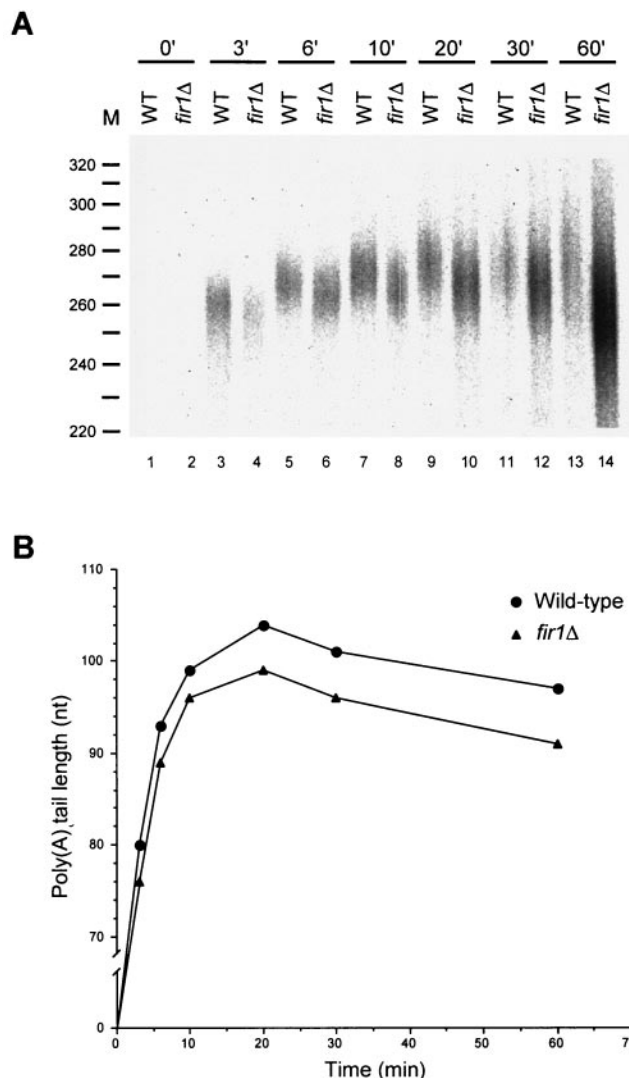 A
0' 3' 6' 10' 20' 30' 60'
M WT fir1Δ WT fir1Δ WT fir1Δ WT fir1Δ WT fir1Δ WT fir1Δ WT fir1Δ
320
300
280
260
240
220
1 2 3 4 5 6 7 8 9 10 11 12 13 14
B
110
100
90
80
70
0
Poly(A) tail length (nt)
Wild-type
fir1Δ
0 10 20 30 40 50 60 7
Time (min)